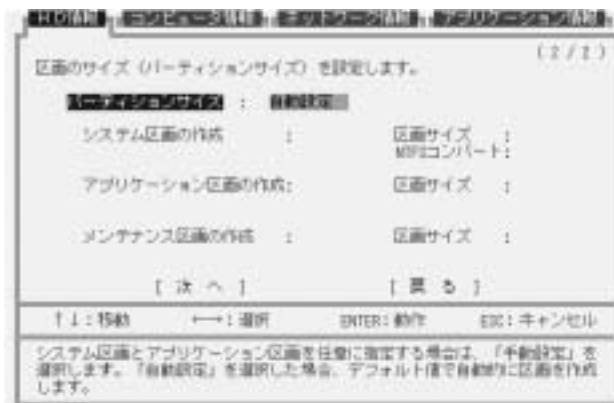 HD情報 コンピュータ情報 ネットワーク情報 アプリケーション情報
(2/2)
区画のサイズ (パーティションサイズ) を設定します。
パーティションサイズ : 自動設定
システム区画の作成 : 区画サイズ :
NTFSコンバート:
アプリケーション区画の作成: 区画サイズ :
メンテナンス区画の作成 : 区画サイズ :
[ 次 へ ] [ 戻 る ]
↑↓:移動 ←→:選択 ENTER:動作 ESC:キャンセル
システム区画とアプリケーション区画を任意に指定する場合は、「手動設定」を
選択します。「自動設定」を選択した場合、デフォルト値で自動的に区画を作成
します。